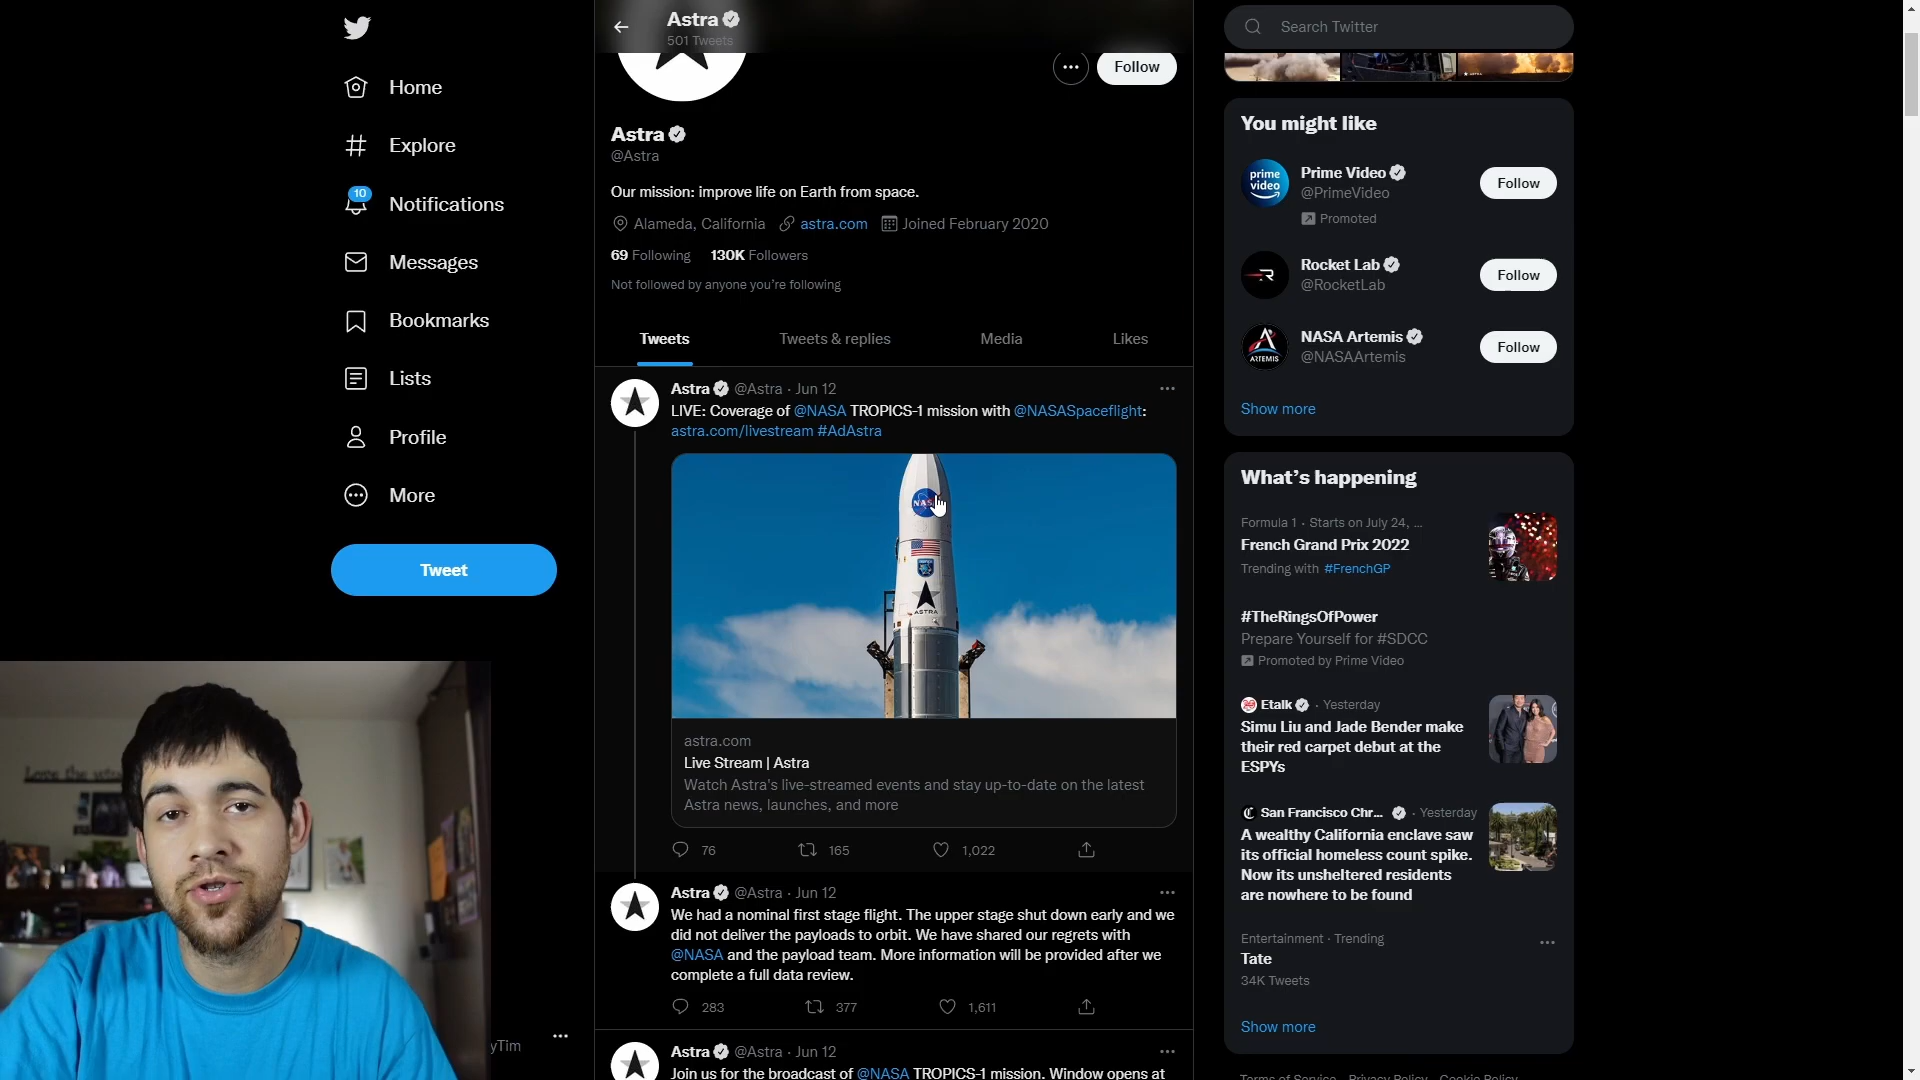 Home
Explore
10
Notifications
Messages
Bookmarks
Lists
Profile
More
Tweet
yTim
Astra
501 Tweets
Follow
Astra
@Astra
Our mission: improve life on Earth from space.
Alameda, California astra.com Joined February 2020
69 Following 130K Followers
Not followed by anyone you're following
Tweets Tweets & replies Media Likes
Astra @Astra · Jun 12
LIVE: Coverage of @NASA TROPICS-1 mission with @NASASpaceflight:
astra.com/livestream #AdAstra
ASTRA
astra.com
Live Stream | Astra
Watch Astra's live-streamed events and stay up-to-date on the latest
Astra news, launches, and more
76 165 1,022
Astra @Astra · Jun 12
We had a nominal first stage flight. The upper stage shut down early and we
did not deliver the payloads to orbit. We have shared our regrets with
@NASA and the payload team. More information will be provided after we
complete a full data review.
283 377 1,611
Astra @Astra · Jun 12
Join us for the broadcast of @NASA TROPICS-1 mission. Window opens at
Search Twitter
You might like
prime
video
Prime Video
@PrimeVideo
Promoted
Follow
Rocket Lab
@RocketLab
Follow
ARTEMIS
NASA Artemis
@NASAArtemis
Follow
Show more
What's happening
Formula 1 · Starts on July 24, ...
French Grand Prix 2022
Trending with #FrenchGP
#TheRingsOfPower
Prepare Yourself for #SDCC
Promoted by Prime Video
Etalk · Yesterday
Simu Liu and Jade Bender make
their red carpet debut at the
ESPYs
San Francisco Chr... · Yesterday
A wealthy California enclave saw
its official homeless count spike.
Now its unsheltered residents
are nowhere to be found
Entertainment · Trending
Tate
34K Tweets
Show more
Terms of Service Privacy Policy Cookie Policy